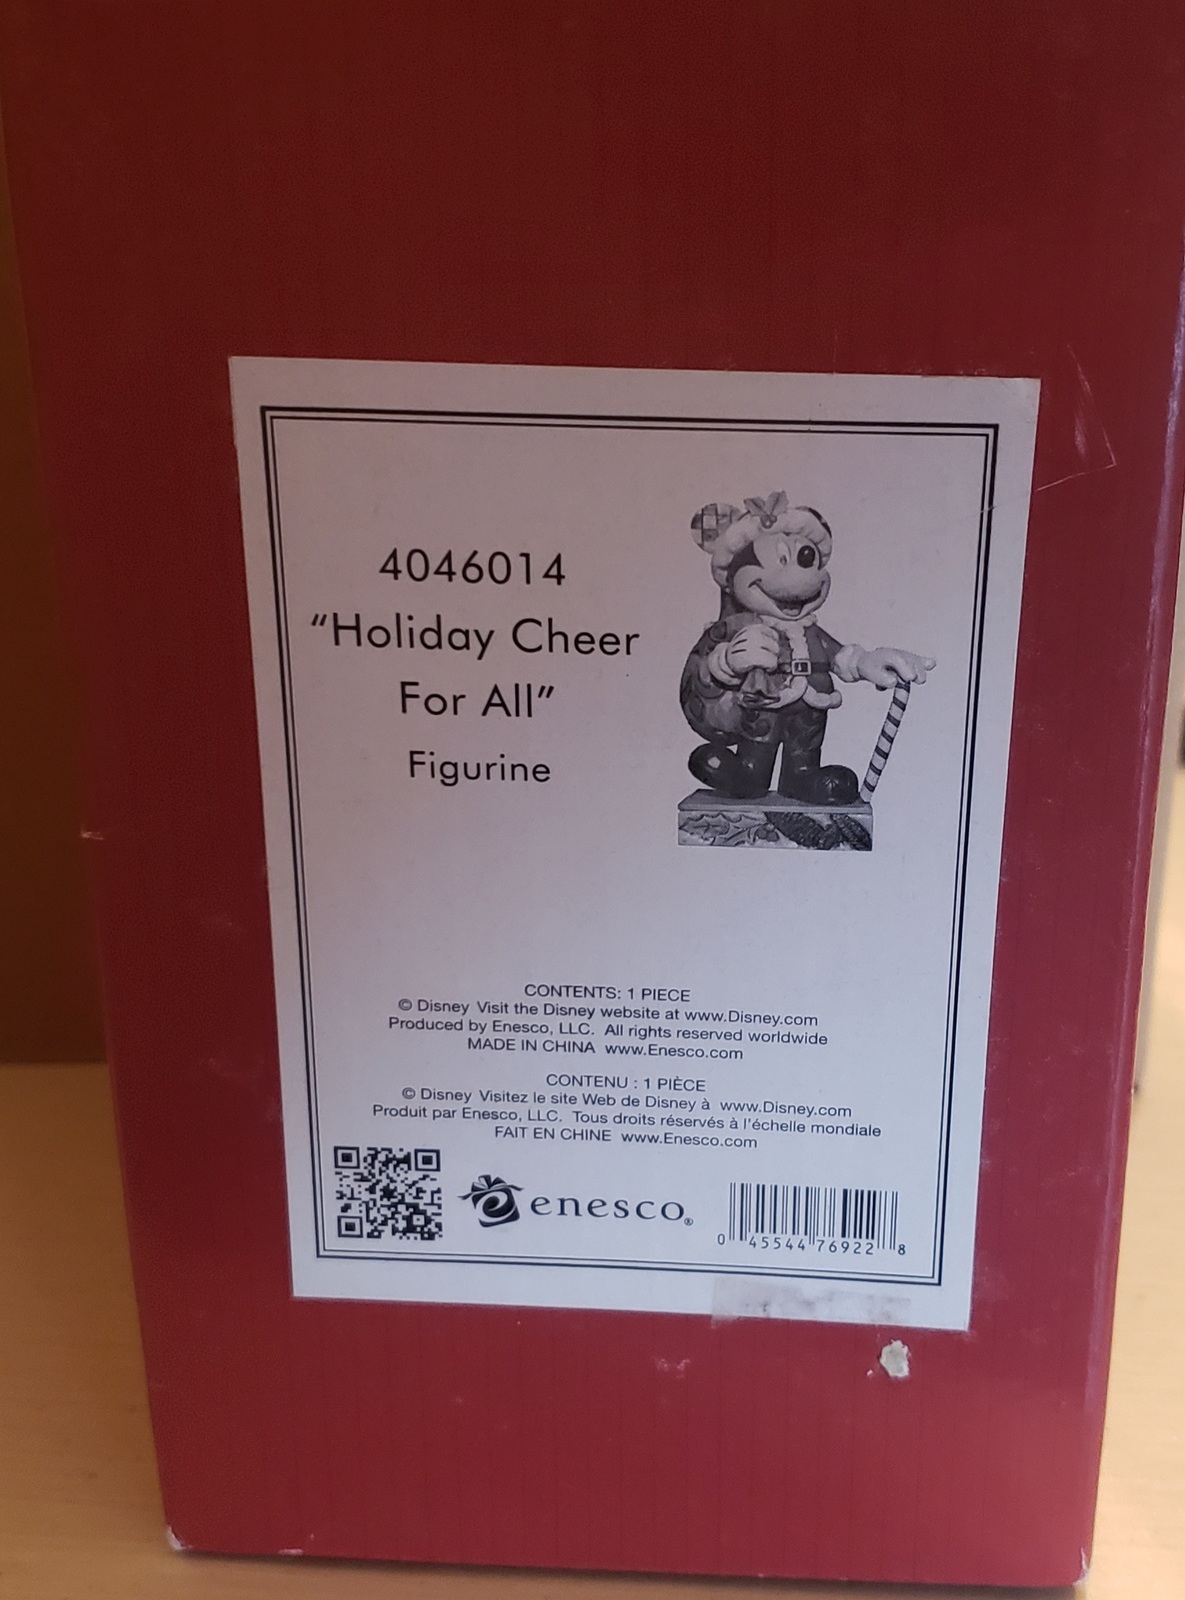 4046014
“Holiday Cheer
For All”
Figurine
CONTENTS: 1 PIECE
© Disney Visit the Disney website at www.Disney.com
Produced by Enesco, LLC. All rights reserved worldwide
MADE IN CHINA www.Enesco.com
CONTENU : 1 PIÈCE
© Disney Visitez le site Web de Disney à www.Disney.com
Produit par Enesco, LLC. Tous droits réservés à l'échelle mondiale
FAIT EN CHINE www.Enesco.com
enesco®
0 45544 76922 8